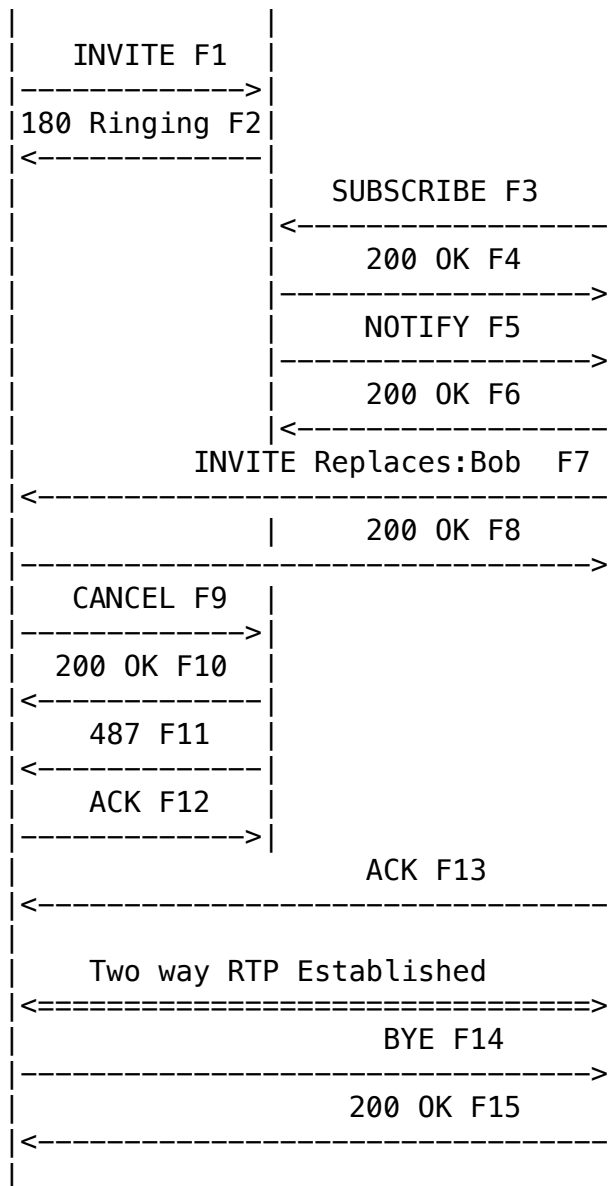 INVITE F1
180 Ringing F2
SUBSCRIBE F3
200 OK F4
NOTIFY F5
200 OK F6
INVITE Replaces:Bob F7
200 OK F8
CANCEL F9
200 OK F10
487 F11
ACK F12
ACK F13
Two way RTP Established
BYE F14
200 OK F15